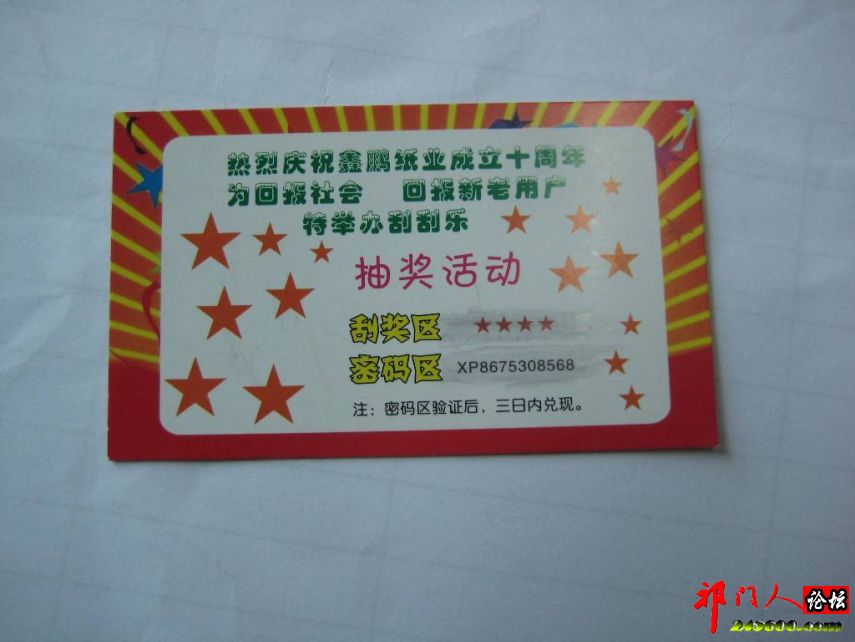 热烈庆祝鑫鹏纸业成立十周年
为回报社会 回报新老用户
特举办刮刮乐
抽奖活动
刮奖区 ★★★★
密码区 XP8675308568
注：密码区验证后，三日内兑现。
祁门人论坛
245600.com